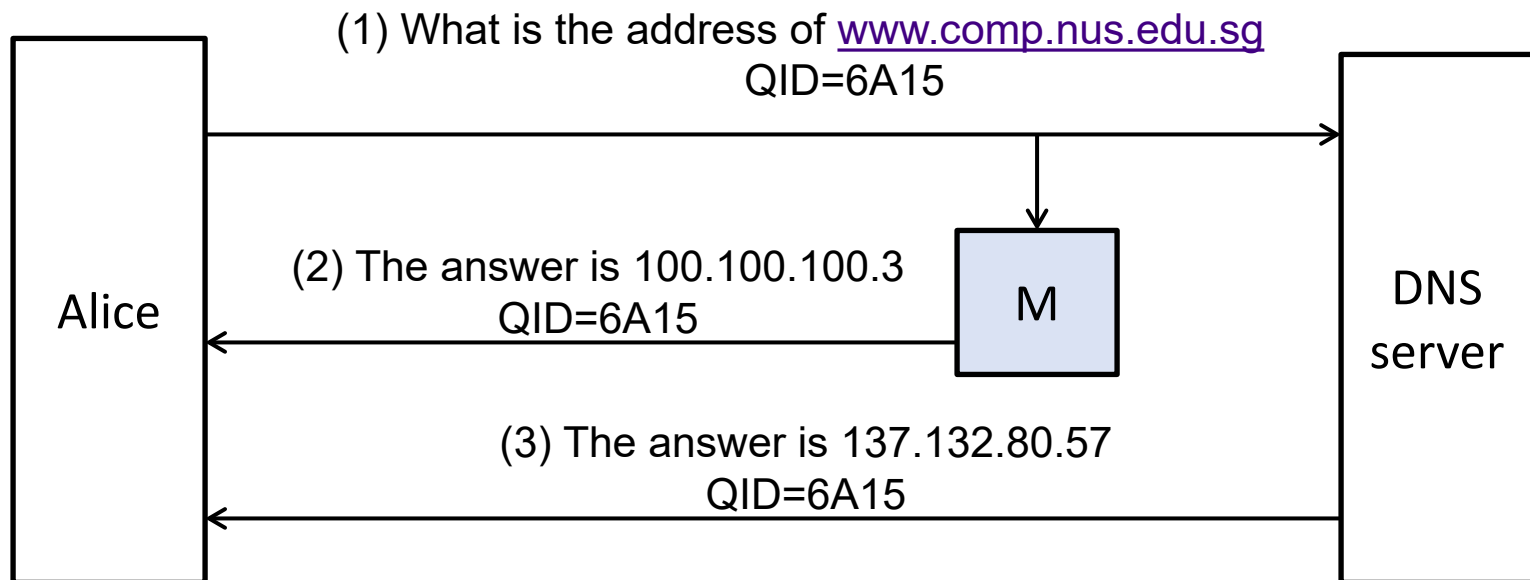 (1) What is the address of www.comp.nus.edu.sg
QID=6A15
Alice
(2) The answer is 100.100.100.3
QID=6A15
M
DNS
server
(3) The answer is 137.132.80.57
QID=6A15